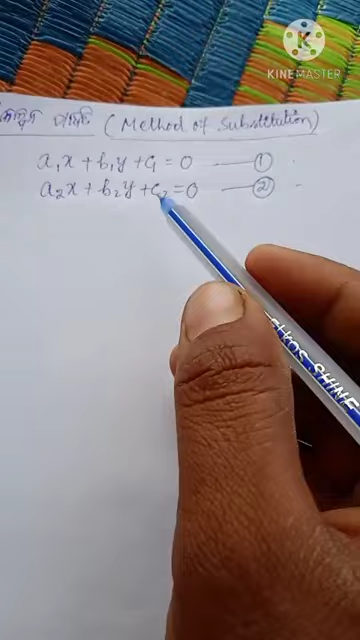 KINEMASTER
(Method of Substitution)
a₁x + b₁y + c₁ = 0 —— ①
a₂x + b₂y + c₂ = 0 —— ②